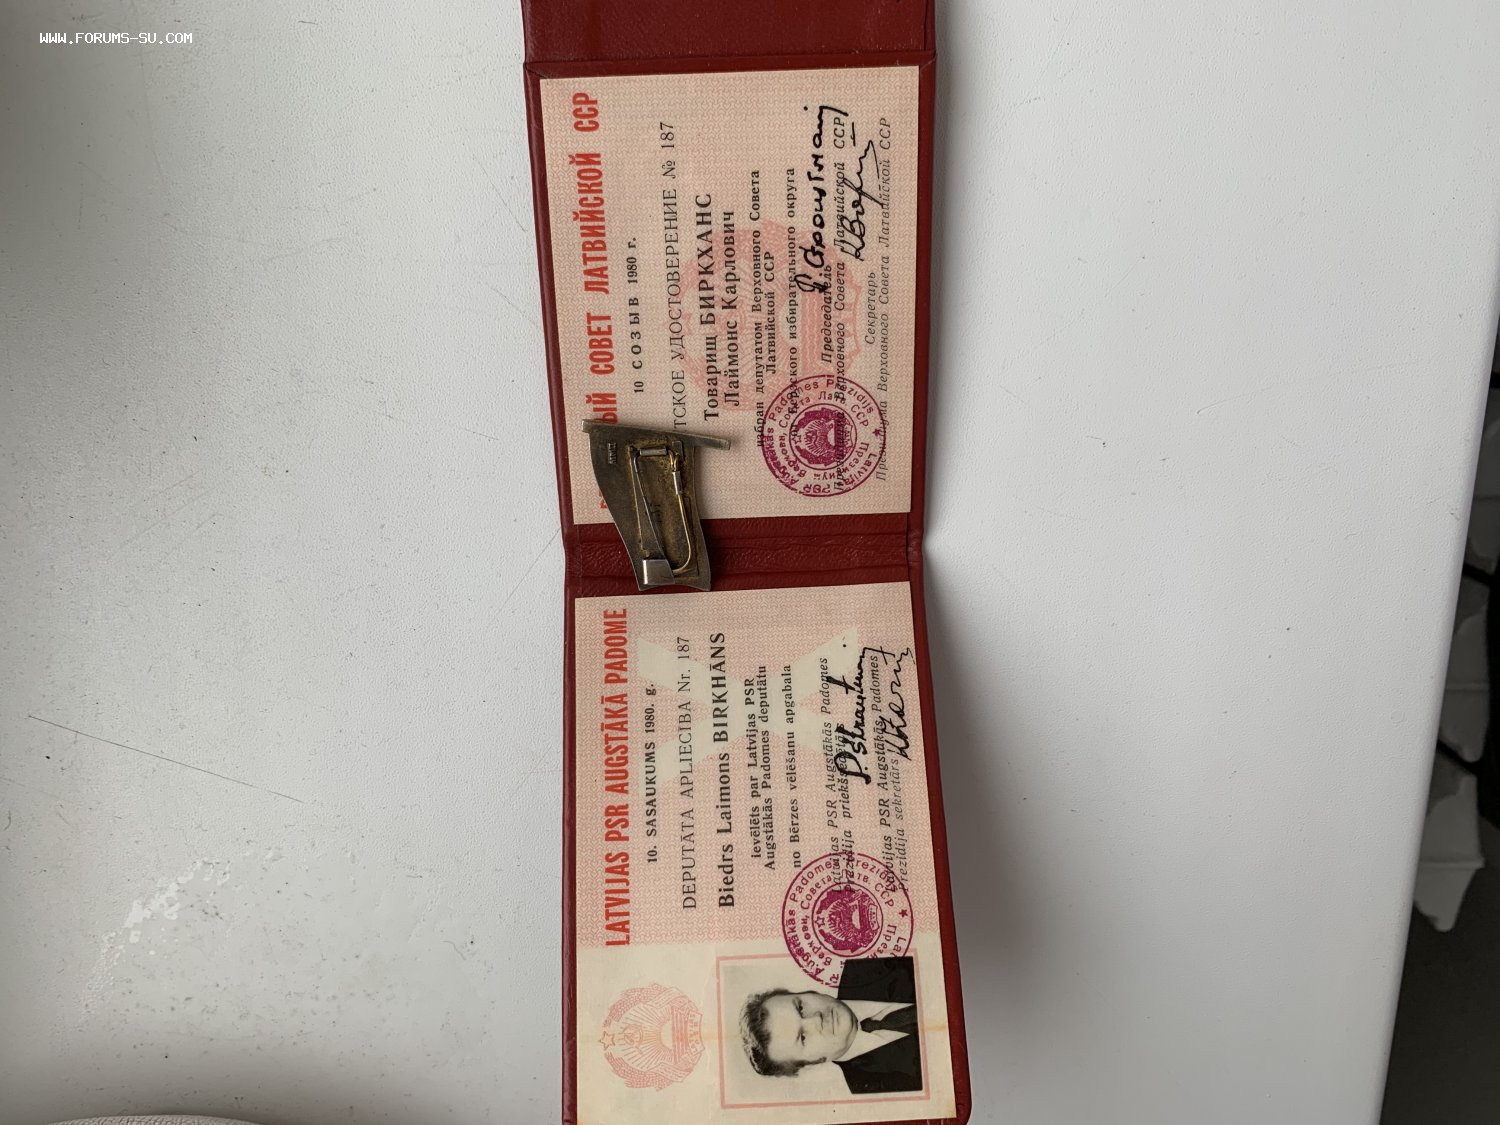 WWW.FORUMS-SU.COM
LATVIJAS PSR AUGSTĀKĀ PADOME
10. SASAUKUMS 1980. g.
DEPUTĀTA APLIECĪBA Nr. 187
Biedrs Laimons BIRKHĀNS
ievēlēts par Latvijas PSR
Augstākās Padomes deputātu
no Bērzes vēlēšanu apgabala
Latvijas PSR Augstākās Padomes
Prezidija priekšsēdētājs
Latvijas PSR Augstākās Padomes
Prezidija sekretārs
ЫЙ СОВЕТ ЛАТВИЙСКОЙ ССР
10 СОЗЫВ 1980 г.
ТСКОЕ УДОСТОВЕРЕНИЕ № 187
Товарищ БИРКХАНС
Лаймонс Карлович
избран депутатом Верховного Совета
Латвийской ССР
избирательного округа
Председатель
Президиума Верховного Совета Латвийской ССР
Секретарь
Президиума Верховного Совета Латвийской ССР